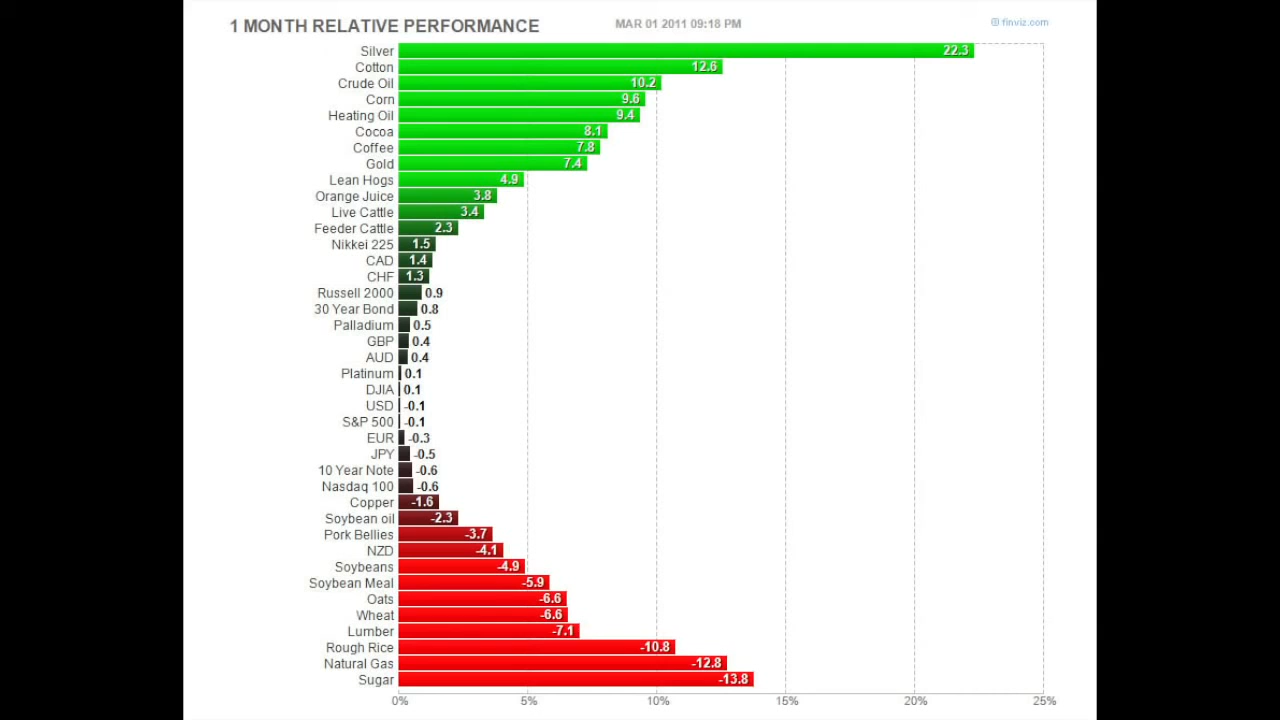 1 MONTH RELATIVE PERFORMANCE MAR 01 2011 09:18 PM finviz.com
Silver 22.3
Cotton 12.6
Crude Oil 10.2
Corn 9.6
Heating Oil 9.4
Cocoa 8.1
Coffee 7.8
Gold 7.4
Lean Hogs 4.9
Orange Juice 3.8
Live Cattle 3.4
Feeder Cattle 2.3
Nikkei 225 1.5
CAD 1.4
CHF 1.3
Russell 2000 0.9
30 Year Bond 0.8
Palladium 0.5
GBP 0.4
AUD 0.4
Platinum 0.1
DJIA 0.1
USD -0.1
S&P 500 -0.1
EUR -0.3
JPY -0.5
10 Year Note -0.6
Nasdaq 100 -0.6
Copper -1.6
Soybean oil -2.3
Pork Bellies -3.7
NZD -4.1
Soybeans -4.9
Soybean Meal -5.9
Oats -6.6
Wheat -6.6
Lumber -7.1
Rough Rice -10.8
Natural Gas -12.8
Sugar -13.8
0% 5% 10% 15% 20% 25%